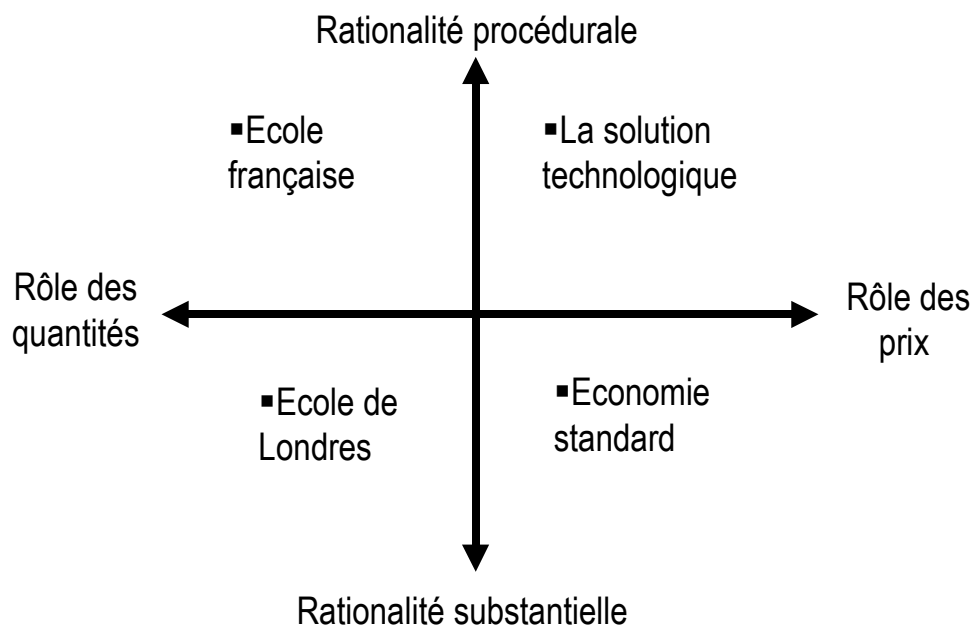 Rationalité procédurale
▪Ecole
française
▪La solution
technologique
Rôle des
quantités
Rôle des
prix
▪Ecole de
Londres
▪Economie
standard
Rationalité substantielle